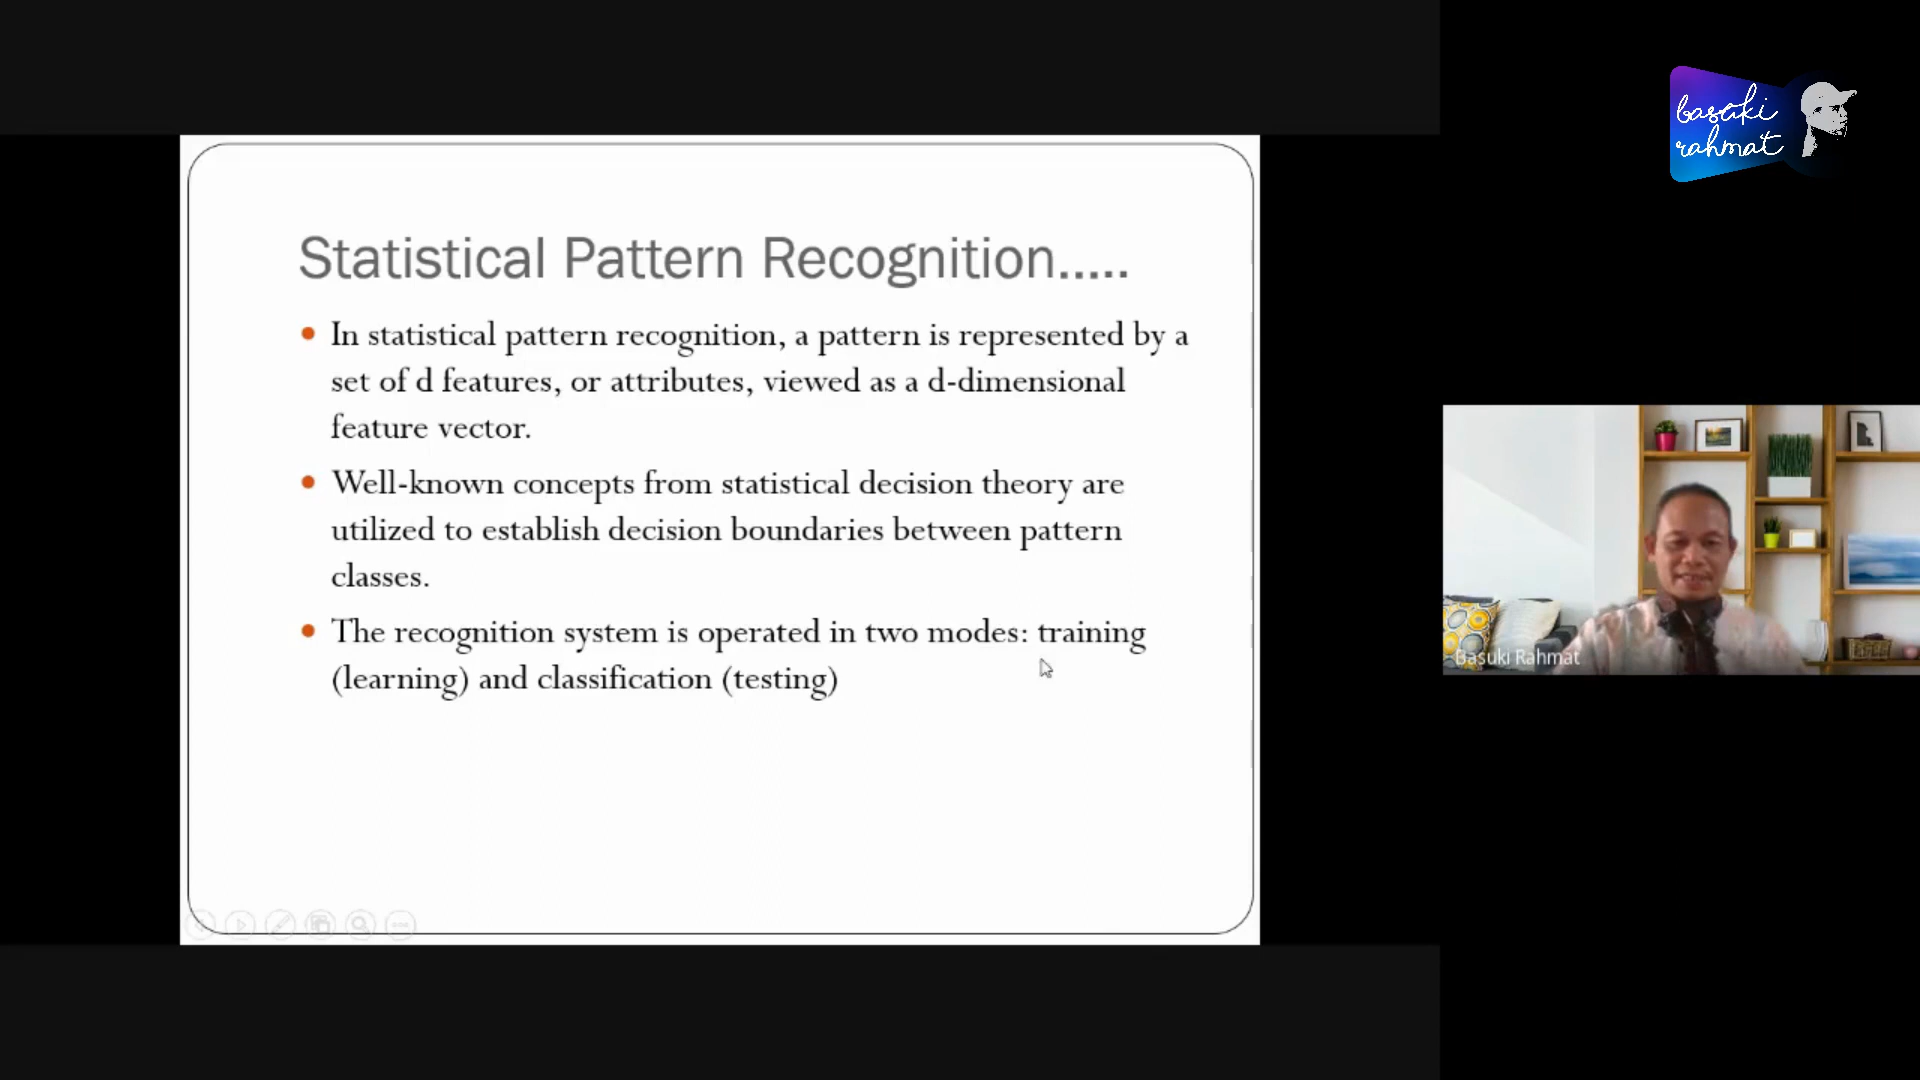 basuki
rahmat
Statistical Pattern Recognition.....
In statistical pattern recognition, a pattern is represented by a
set of d features, or attributes, viewed as a d-dimensional
feature vector.
Well-known concepts from statistical decision theory are
utilized to establish decision boundaries between pattern
classes.
The recognition system is operated in two modes: training
(learning) and classification (testing)
Basuki Rahmat